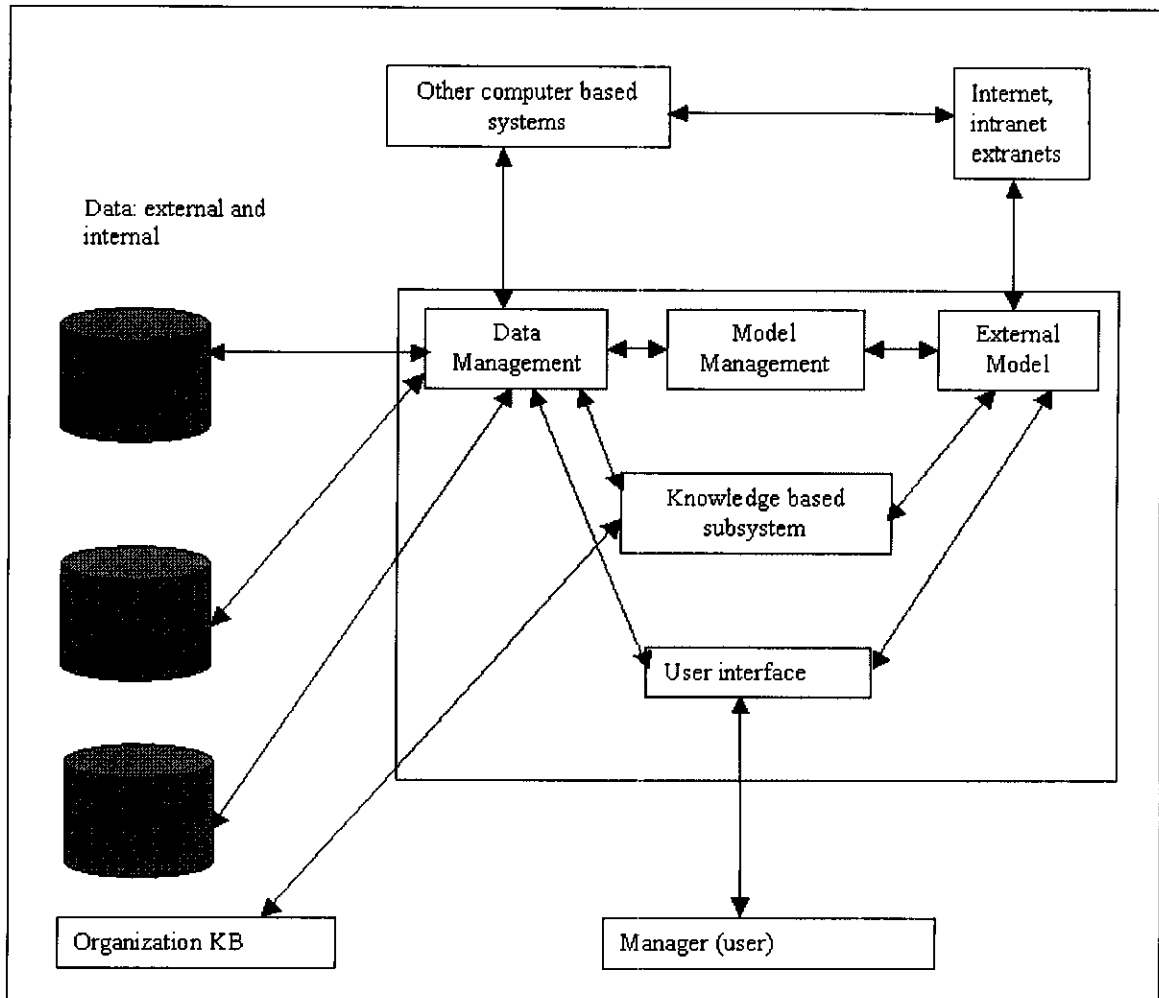 Other computer based
systems
Internet,
intranet
extranets
Data: external and
internal
Data
Management
Model
Management
External
Model
Knowledge based
subsystem
User interface
Organization KB
Manager (user)